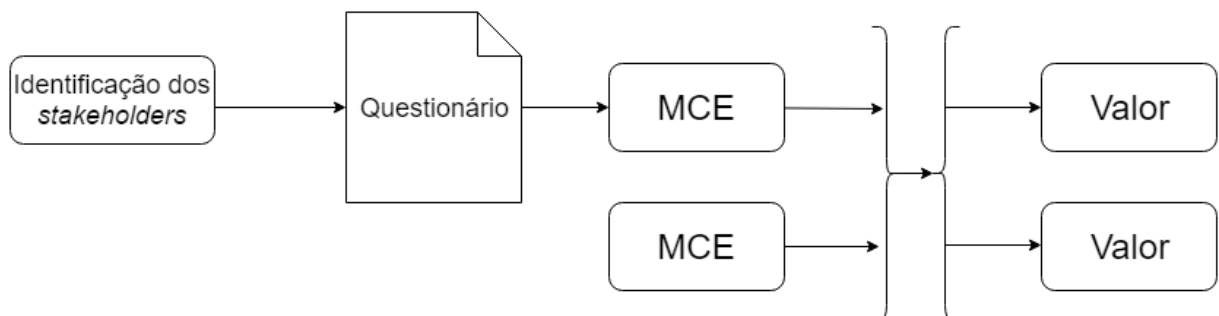 Identificação dos
stakeholders
Questionário
MCE
Valor
MCE
Valor